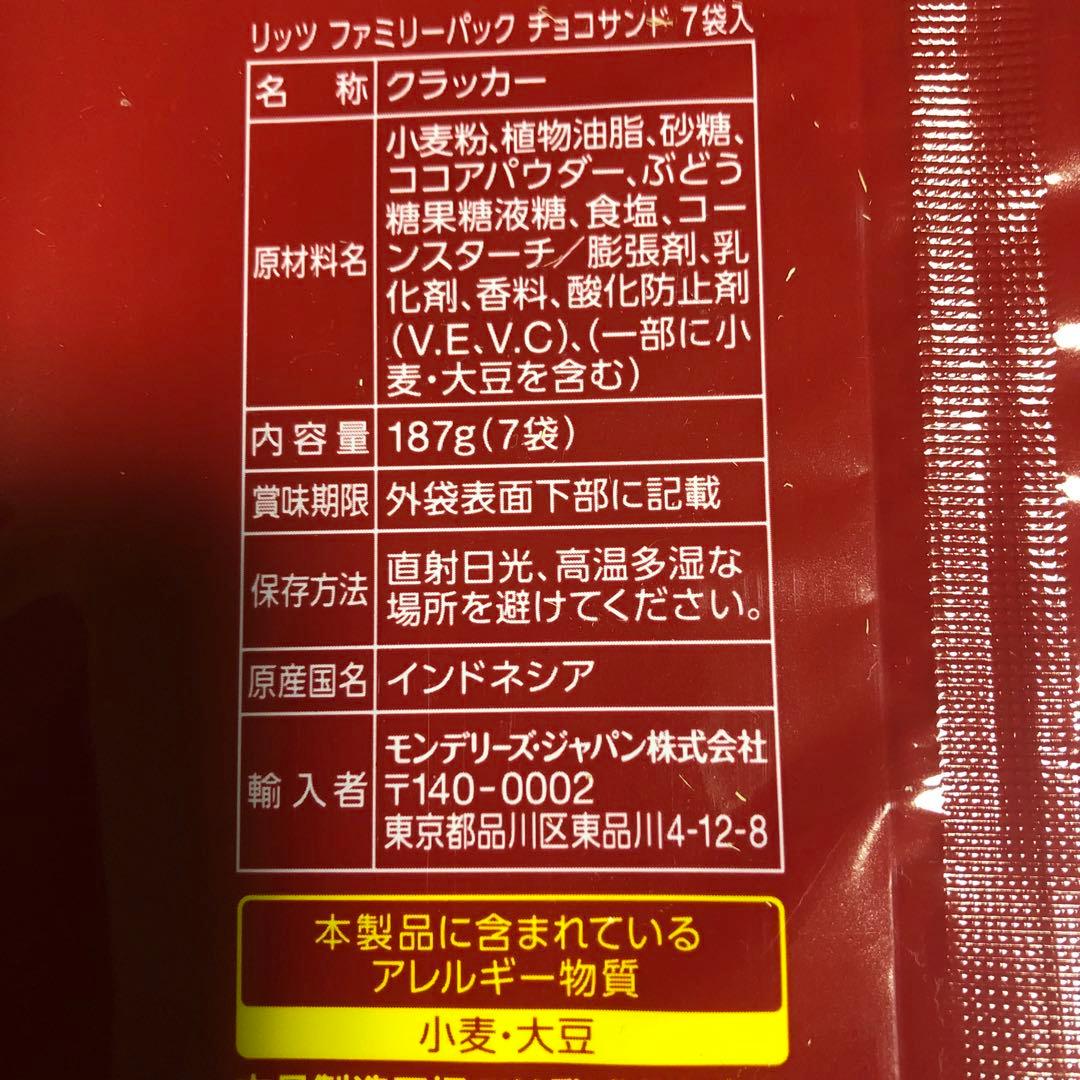 リッツ ファミリーパック チョコサンド 7袋入
名称 クラッカー
原材料名
小麦粉、植物油脂、砂糖、
ココアパウダー、ぶどう
糖果糖液糖、食塩、コー
ンスターチ／膨張剤、乳
化剤、香料、酸化防止剤
(V.E、V.C)、(一部に小
麦・大豆を含む)
内容量 187g(7袋)
賞味期限 外袋表面下部に記載
保存方法
直射日光、高温多湿な
場所を避けてください。
原産国名 インドネシア
輸入者
モンデリーズ・ジャパン株式会社
〒140-0002
東京都品川区東品川4-12-8
本製品に含まれている
アレルギー物質
小麦・大豆